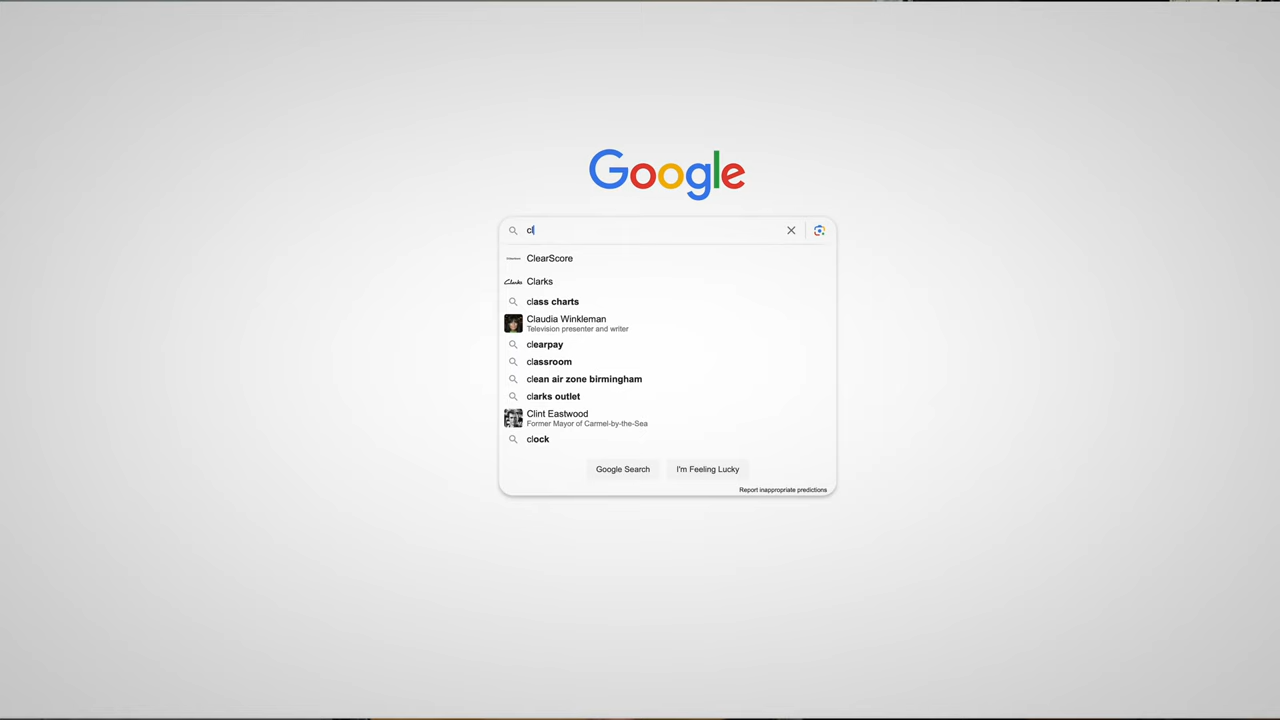 Google
cl
ClearScore
Clarks
Clarks
class charts
Claudia Winkleman
Television presenter and writer
clearpay
classroom
clean air zone birmingham
clarks outlet
Clint Eastwood
Former Mayor of Carmel-by-the-Sea
clock
Google Search
I'm Feeling Lucky
Report inappropriate predictions